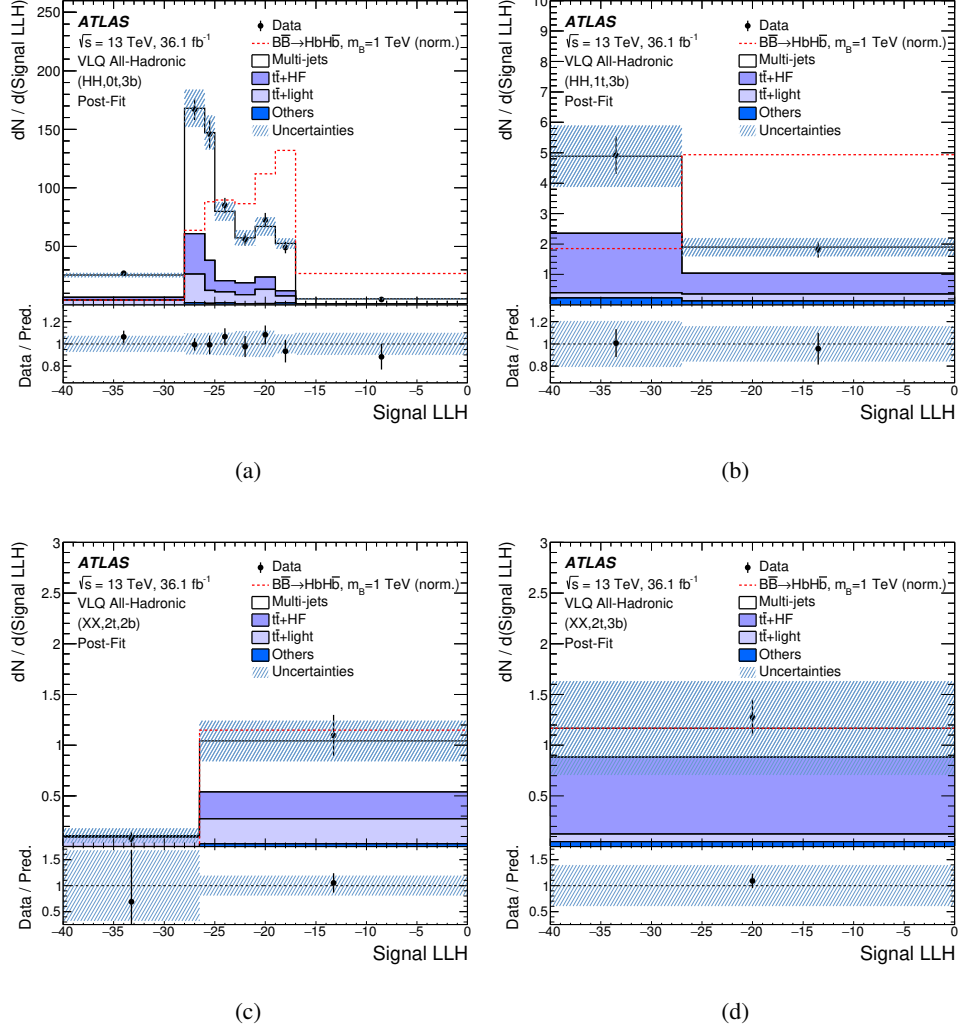 dN / d(Signal LLH)
250
200
150
100
50
ATLAS
√s = 13 TeV, 36.1 fb⁻¹
VLQ All-Hadronic
(HH,0t,3b)
Post-Fit
Data
BB̅→HbHb̅, m_B=1 TeV (norm.)
Multi-jets
tt̅+HF
tt̅+light
Others
Uncertainties
Data / Pred.
1.2
1
0.8
−40 −35 −30 −25 −20 −15 −10 −5 0
Signal LLH
(a)
dN / d(Signal LLH)
10
9
8
7
6
5
4
3
2
1
ATLAS
√s = 13 TeV, 36.1 fb⁻¹
VLQ All-Hadronic
(HH,1t,3b)
Post-Fit
Data
BB̅→HbHb̅, m_B=1 TeV (norm.)
Multi-jets
tt̅+HF
tt̅+light
Others
Uncertainties
Data / Pred.
1.2
1
0.8
−40 −35 −30 −25 −20 −15 −10 −5 0
Signal LLH
(b)
dN / d(Signal LLH)
3
2.5
2
1.5
1
0.5
ATLAS
√s = 13 TeV, 36.1 fb⁻¹
VLQ All-Hadronic
(XX,2t,2b)
Post-Fit
Data
BB̅→HbHb̅, m_B=1 TeV (norm.)
Multi-jets
tt̅+HF
tt̅+light
Others
Uncertainties
Data / Pred.
1.5
1
0.5
−40 −35 −30 −25 −20 −15 −10 −5 0
Signal LLH
(c)
dN / d(Signal LLH)
3
2.5
2
1.5
1
0.5
ATLAS
√s = 13 TeV, 36.1 fb⁻¹
VLQ All-Hadronic
(XX,2t,3b)
Post-Fit
Data
BB̅→HbHb̅, m_B=1 TeV (norm.)
Multi-jets
tt̅+HF
tt̅+light
Others
Uncertainties
Data / Pred.
1.5
1
0.5
−40 −35 −30 −25 −20 −15 −10 −5 0
Signal LLH
(d)